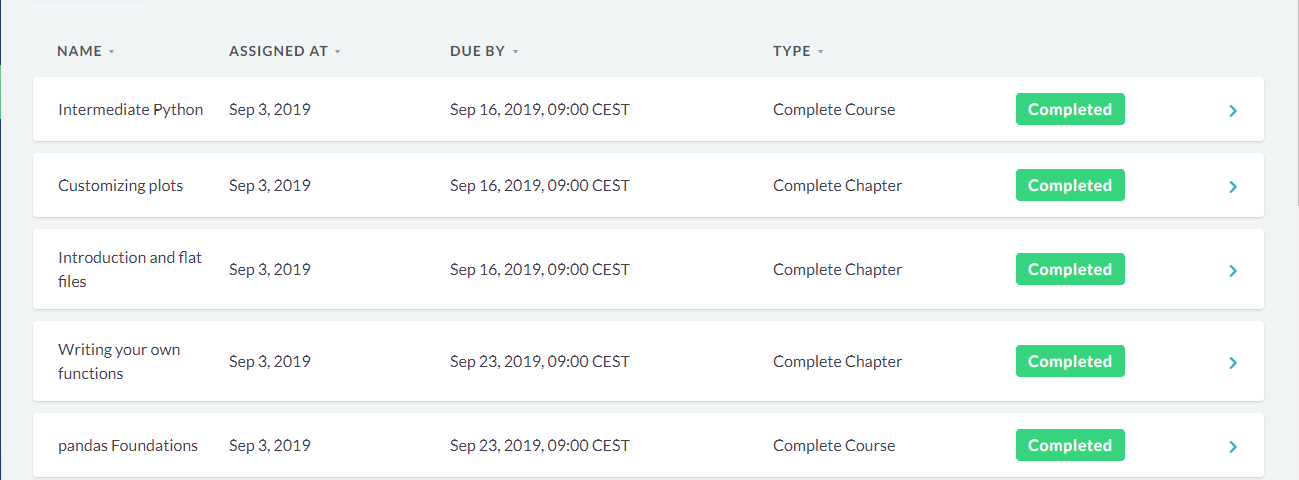 NAME ASSIGNED AT DUE BY TYPE
Intermediate Python Sep 3, 2019 Sep 16, 2019, 09:00 CEST Complete Course Completed
Customizing plots Sep 3, 2019 Sep 16, 2019, 09:00 CEST Complete Chapter Completed
Introduction and flat
files
Sep 3, 2019 Sep 16, 2019, 09:00 CEST Complete Chapter Completed
Writing your own
functions
Sep 3, 2019 Sep 23, 2019, 09:00 CEST Complete Chapter Completed
pandas Foundations Sep 3, 2019 Sep 23, 2019, 09:00 CEST Complete Course Completed